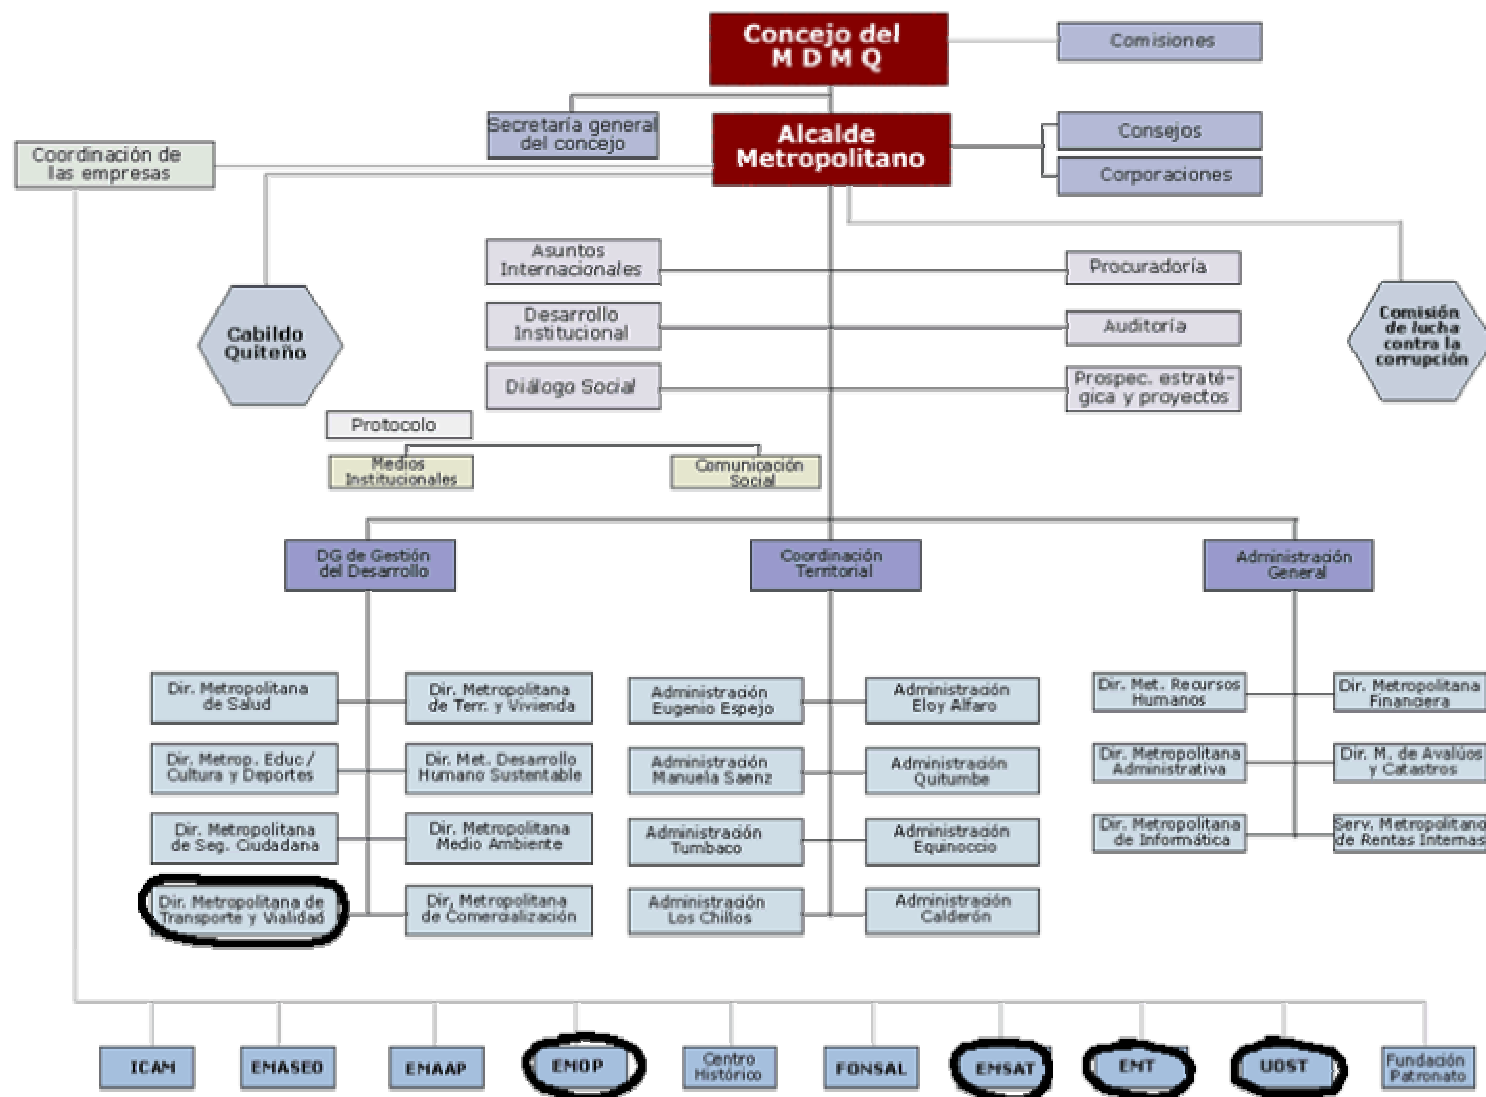 Concejo del
M D M Q
Comisiones
Secretaría general
del concejo
Alcalde
Metropolitano
Consejos
Corporaciones
Coordinación de
las empresas
Asuntos
Internacionales
Procuradoría
Desarrollo
Institucional
Auditoría
Diálogo Social
Prospec. estraté-
gica y proyectos
Cabildo
Quiteño
Comisión
de lucha
contra la
corrupción
Protocolo
Medios
Institucionales
Comunicación
Social
DG de Gestión
del Desarrollo
Coordinación
Territorial
Administración
General
Dir. Metropolitana
de Salud
Dir. Metropolitana
de Terr. y Vivienda
Administración
Eugenio Espejo
Administración
Eloy Alfaro
Dir. Met. Recursos
Humanos
Dir. Metropolitana
Financiera
Dir. Metrop. Educ/
Cultura y Deportes
Dir. Met. Desarrollo
Humano Sustentable
Administración
Manuela Saenz
Administración
Quitumbe
Dir. Metropolitana
Administrativa
Dir. M. de Avalúos
y Catastros
Dir. Metropolitana
de Seg. Ciudadana
Dir. Metropolitana
Medio Ambiente
Administración
Tumbaco
Administración
Equinoccio
Dir. Metropolitana
de Informática
Serv. Metropolitano
de Rentas Internas
Dir. Metropolitana de
Transporte y Vialidad
Dir. Metropolitana
de Comercialización
Administración
Los Chillos
Administración
Calderón
ICAM
EMASEO
EMAAP
EMOP
Centro
Histórico
FONSAL
EMSAT
EMT
UOST
Fundación
Patronato